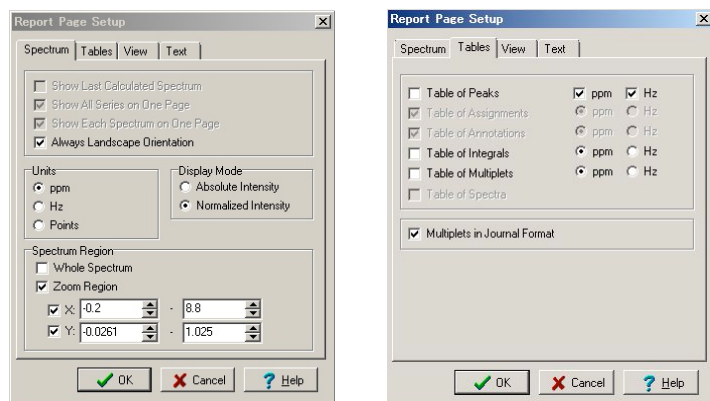 Report Page Setup
Spectrum Tables View Text
Show Last Calculated Spectrum
Show All Series on One Page
Show Each Spectrum on One Page
Always Landscape Orientation
Units
ppm
Hz
Points
Display Mode
Absolute Intensity
Normalized Intensity
Spectrum Region
Whole Spectrum
Zoom Region
X: -0.2 - 8.8
Y: -0.0261 - 1.025
OK Cancel Help
Report Page Setup
Spectrum Tables View Text
Table of Peaks ppm Hz
Table of Assignments ppm Hz
Table of Annotations ppm Hz
Table of Integrals ppm Hz
Table of Multiplets ppm Hz
Table of Spectra
Multiplets in Journal Format
OK Cancel Help